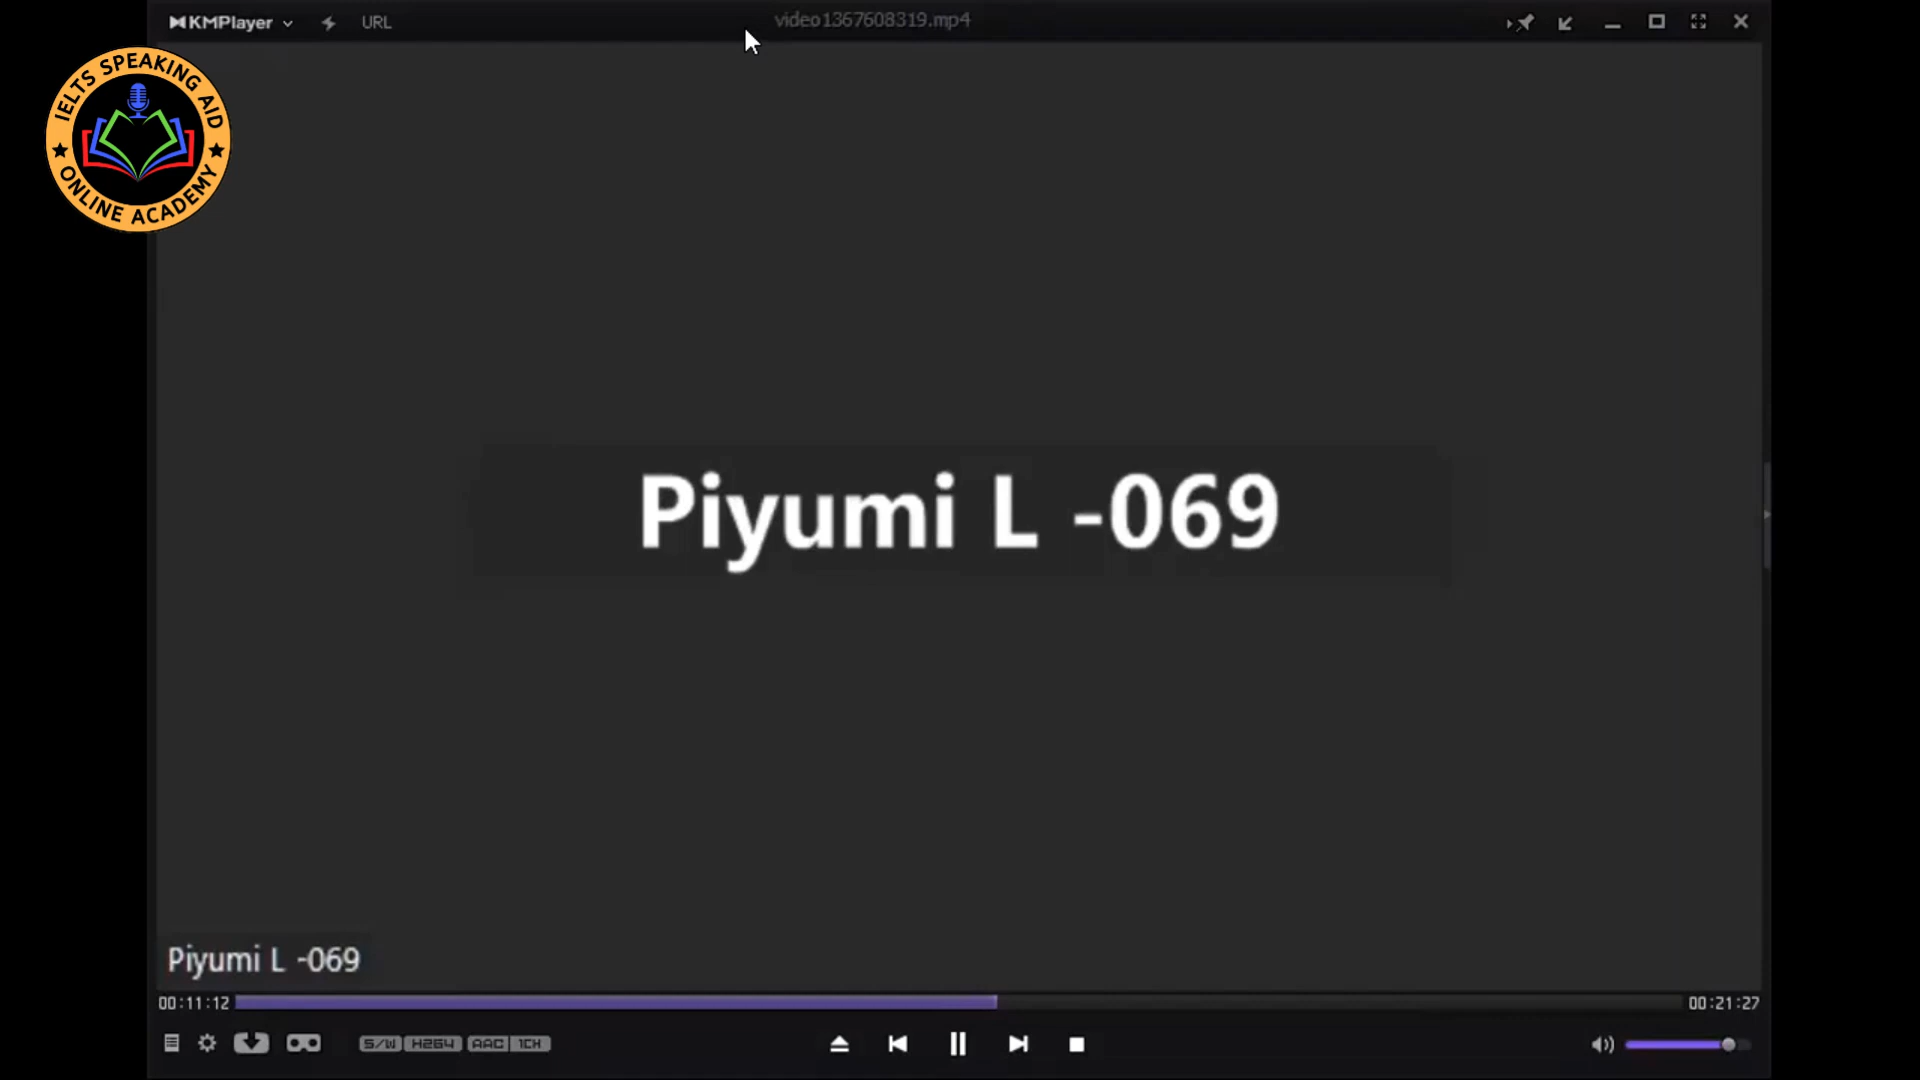 KMPlayer
URL
video1367608319.mp4
IELTS SPEAKING AID
ONLINE ACADEMY
Piyumi L -069
Piyumi L -069
00:11:12
00:21:27
S/W H264 AAC 1CH